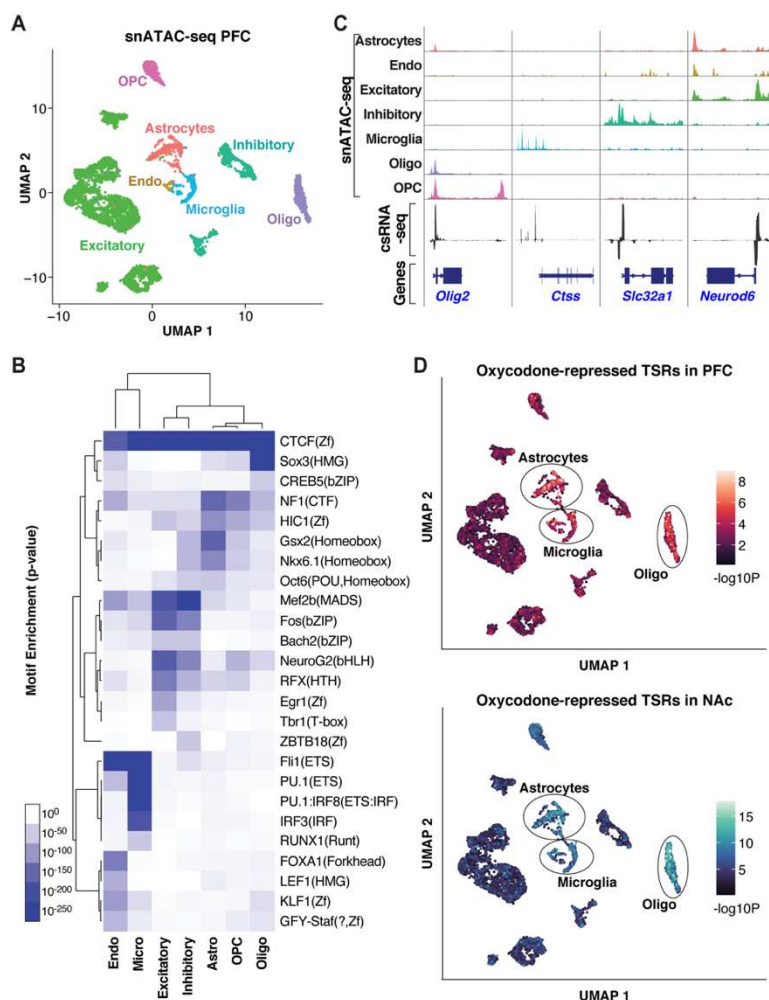 A
snATAC-seq PFC
OPC
Astrocytes
Inhibitory
Endo
Microglia
Oligo
Excitatory
UMAP 2
10
0
−10
−10
0
10
UMAP 1
C
snATAC-seq
Astrocytes
Endo
Excitatory
Inhibitory
Microglia
Oligo
OPC
csRNA
-seq
Genes
Olig2
Ctss
Slc32a1
Neurod6
B
Motif Enrichment (p-value)
CTCF(Zf)
Sox3(HMG)
CREB5(bZIP)
NF1(CTF)
HIC1(Zf)
Gsx2(Homeobox)
Nkx6.1(Homeobox)
Oct6(POU,Homeobox)
Mef2b(MADS)
Fos(bZIP)
Bach2(bZIP)
NeuroG2(bHLH)
RFX(HTH)
Egr1(Zf)
Tbr1(T-box)
ZBTB18(Zf)
Fli1(ETS)
PU.1(ETS)
PU.1:IRF8(ETS:IRF)
IRF3(IRF)
RUNX1(Runt)
FOXA1(Forkhead)
LEF1(HMG)
KLF1(Zf)
GFY-Staf(?,Zf)
10^0
10^-50
10^-100
10^-150
10^-200
10^-250
Endo
Micro
Excitatory
Inhibitory
Astro
OPC
Oligo
D
Oxycodone-repressed TSRs in PFC
Astrocytes
Microglia
Oligo
UMAP 2
UMAP 1
8
6
4
2
-log10P
Oxycodone-repressed TSRs in NAc
Astrocytes
Microglia
Oligo
UMAP 2
UMAP 1
15
10
5
-log10P